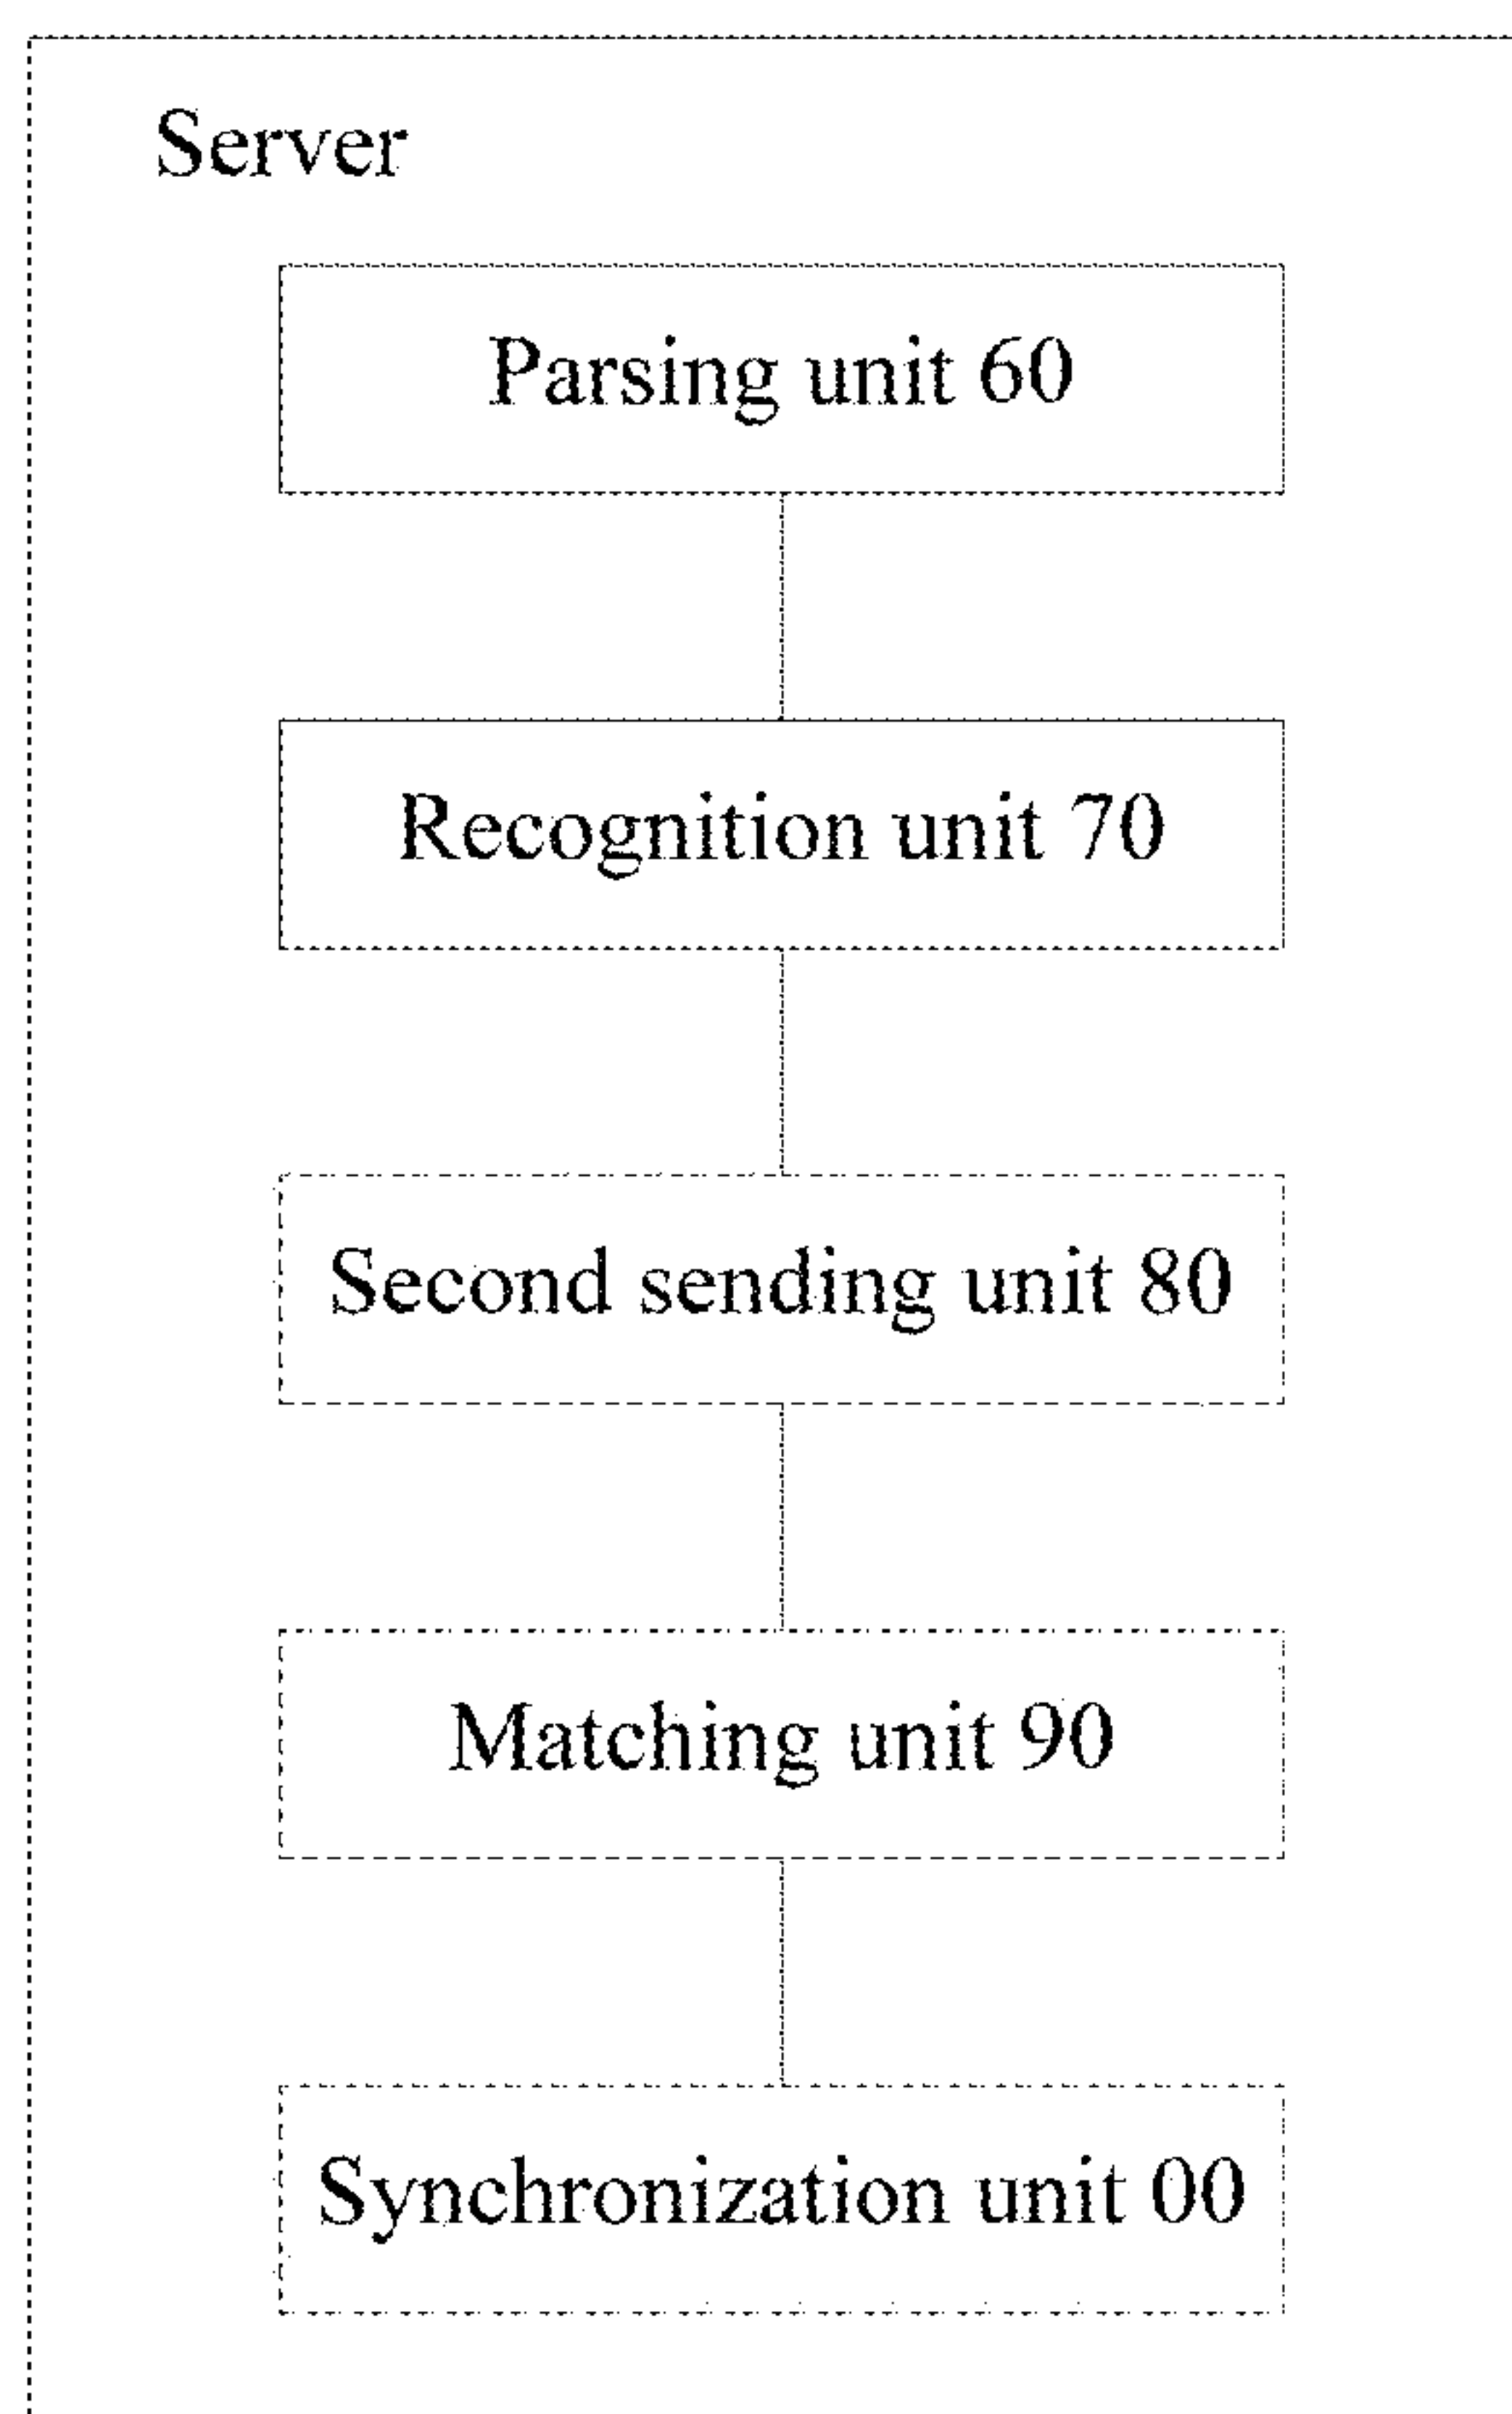 Server
Parsing unit 60
Recognition unit 70
Second sending unit 80
Matching unit 90
Synchronization unit 00